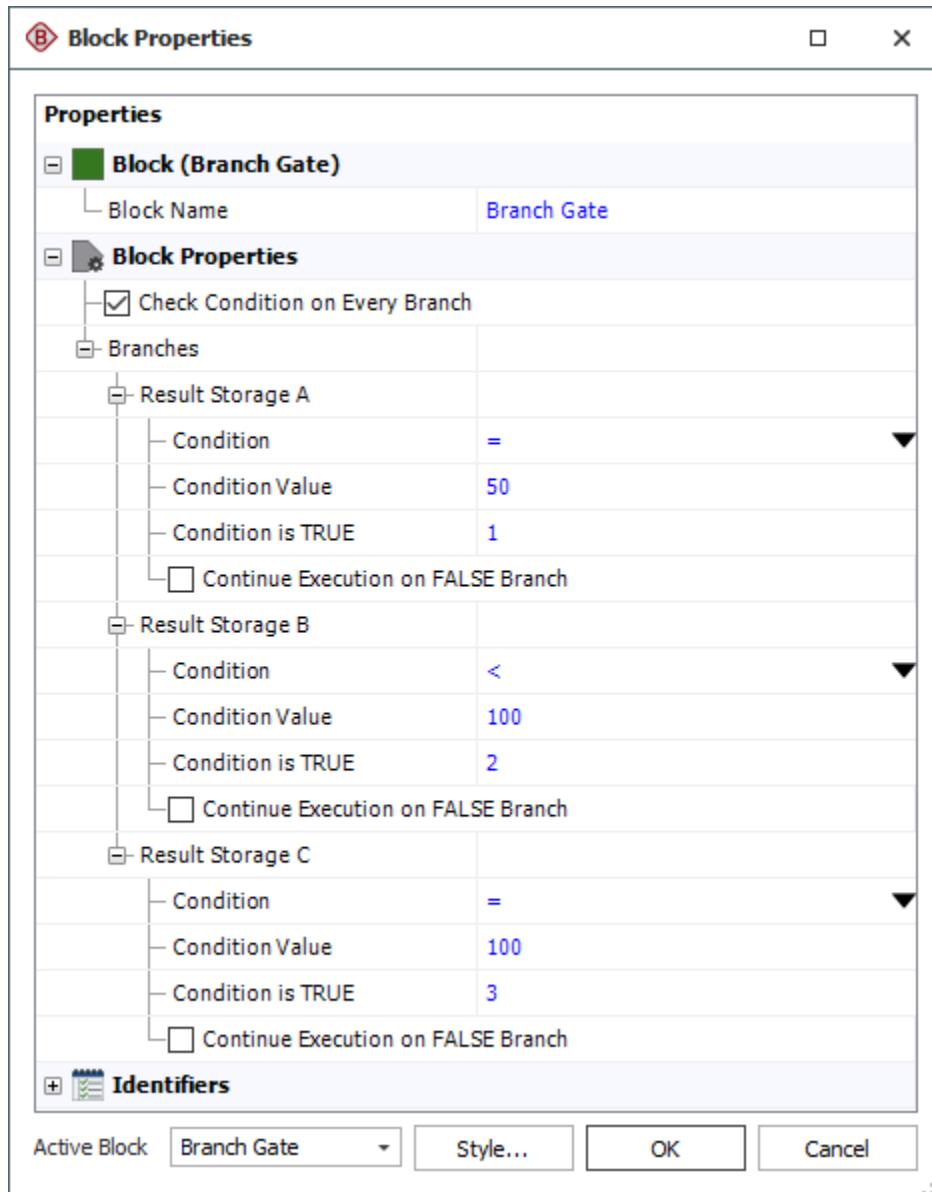 B Block Properties
Properties
Block (Branch Gate)
Block Name Branch Gate
Block Properties
Check Condition on Every Branch
Branches
Result Storage A
Condition =
Condition Value 50
Condition is TRUE 1
Continue Execution on FALSE Branch
Result Storage B
Condition <
Condition Value 100
Condition is TRUE 2
Continue Execution on FALSE Branch
Result Storage C
Condition =
Condition Value 100
Condition is TRUE 3
Continue Execution on FALSE Branch
Identifiers
Active Block Branch Gate Style... OK Cancel